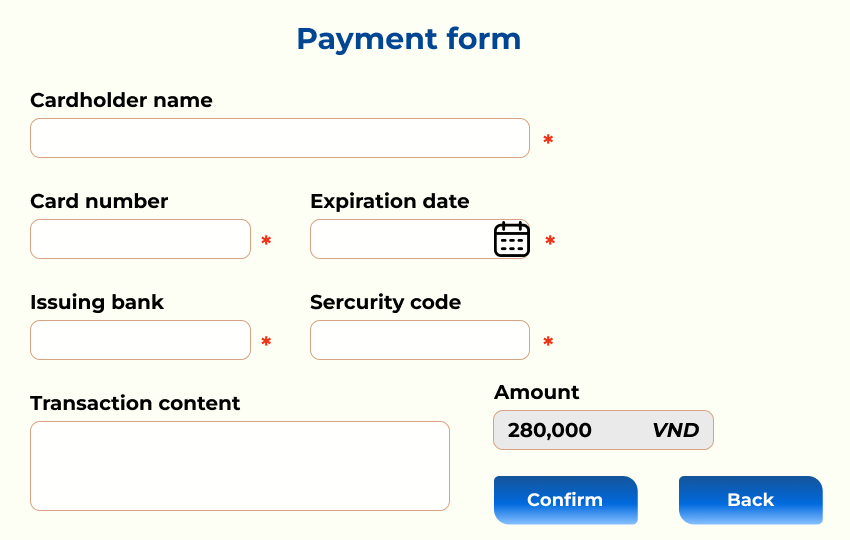 Payment form
Cardholder name
*
Card number
Expiration date
*
*
Issuing bank
Sercurity code
*
*
Transaction content
Amount
280,000 VND
Confirm
Back